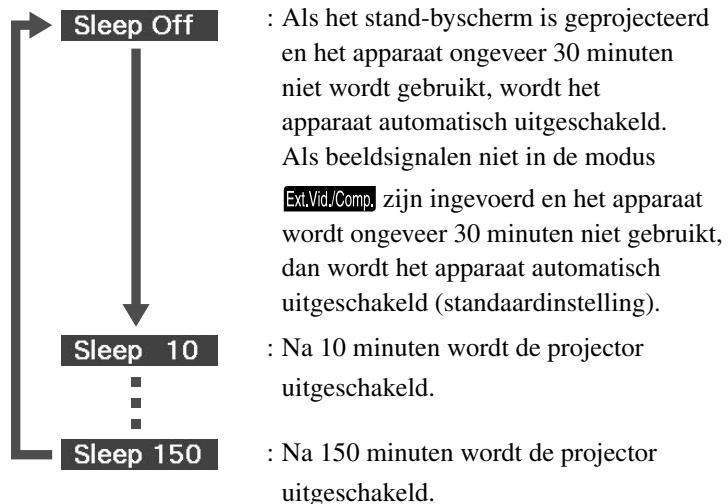 Sleep Off : Als het stand-byscherm is geprojecteerd
en het apparaat ongeveer 30 minuten
niet wordt gebruikt, wordt het
apparaat automatisch uitgeschakeld.
Als beeldsignalen niet in de modus
Ext.Vid./Comp. zijn ingevoerd en het apparaat
wordt ongeveer 30 minuten niet gebruikt,
dan wordt het apparaat automatisch
uitgeschakeld (standaardinstelling).
Sleep 10 : Na 10 minuten wordt de projector
uitgeschakeld.
Sleep 150 : Na 150 minuten wordt de projector
uitgeschakeld.